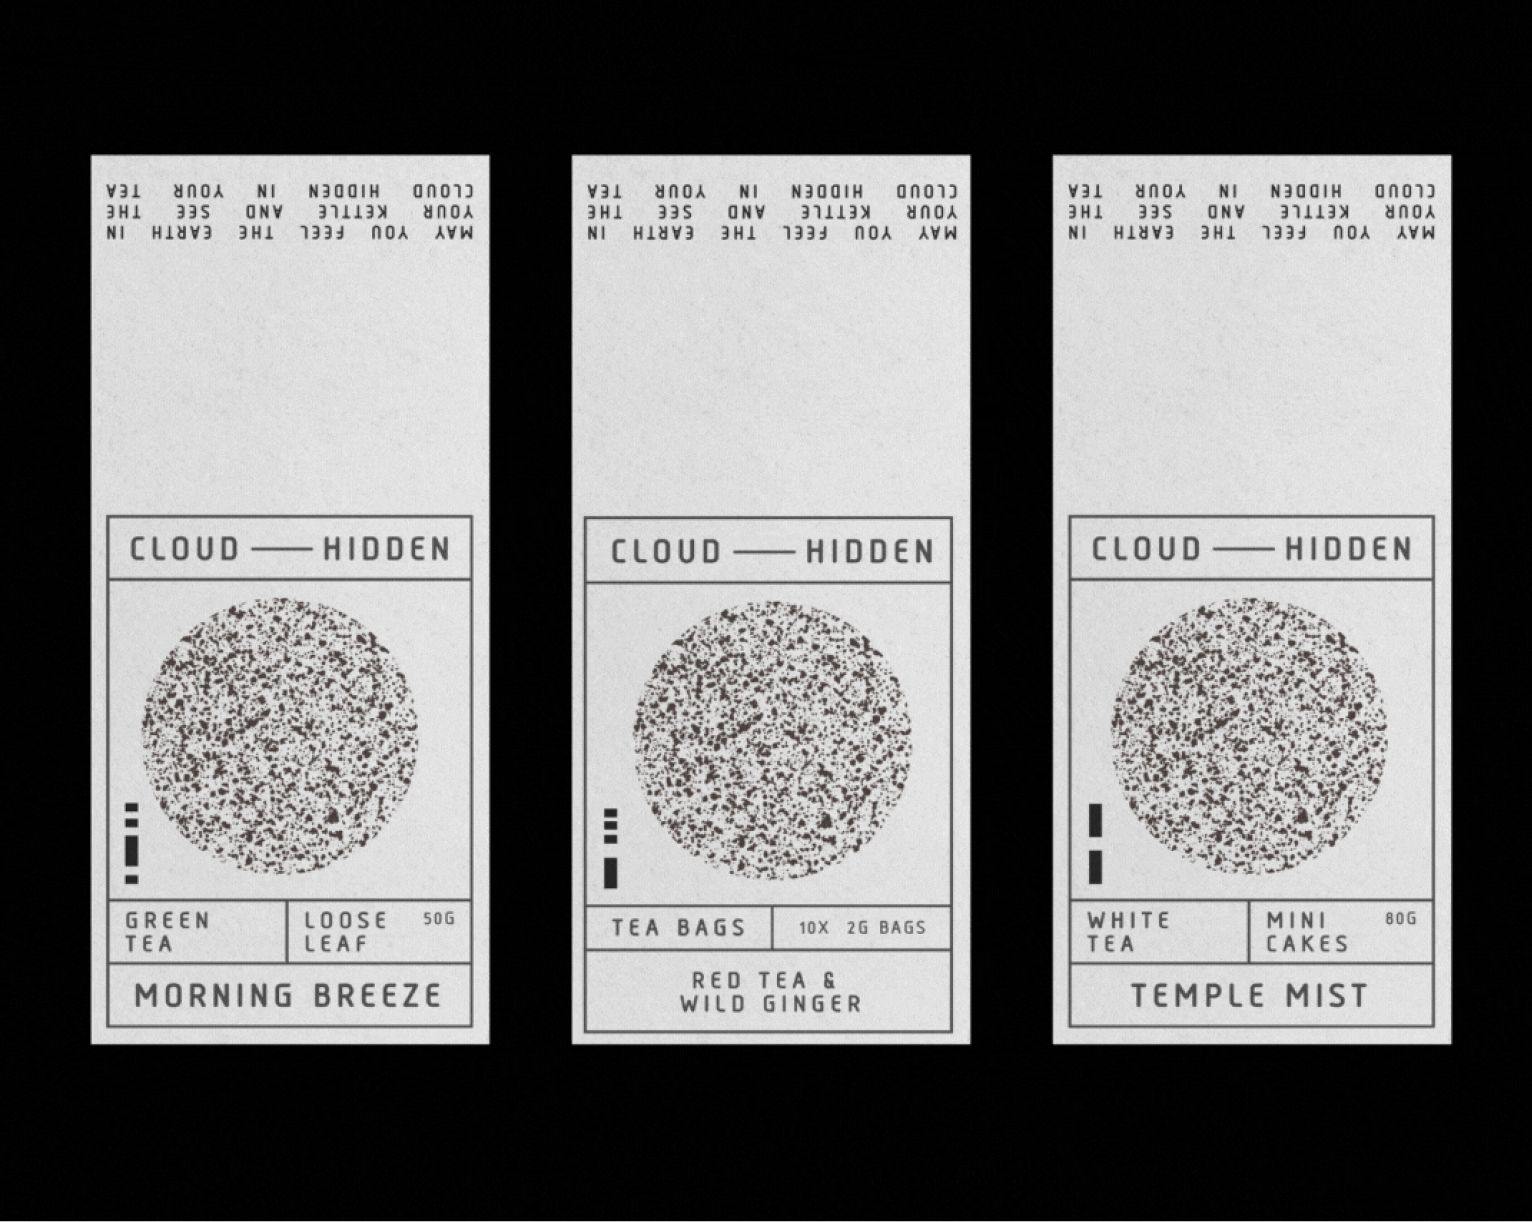 MAY YOU FEEL THE EARTH IN
YOUR KETTLE AND SEE THE
CLOUD HIDDEN IN YOUR TEA
CLOUD — HIDDEN
GREEN TEA
LOOSE LEAF
50G
MORNING BREEZE
MAY YOU FEEL THE EARTH IN
YOUR KETTLE AND SEE THE
CLOUD HIDDEN IN YOUR TEA
CLOUD — HIDDEN
TEA BAGS
10X 2G BAGS
RED TEA &
WILD GINGER
MAY YOU FEEL THE EARTH IN
YOUR KETTLE AND SEE THE
CLOUD HIDDEN IN YOUR TEA
CLOUD — HIDDEN
WHITE TEA
MINI CAKES
80G
TEMPLE MIST